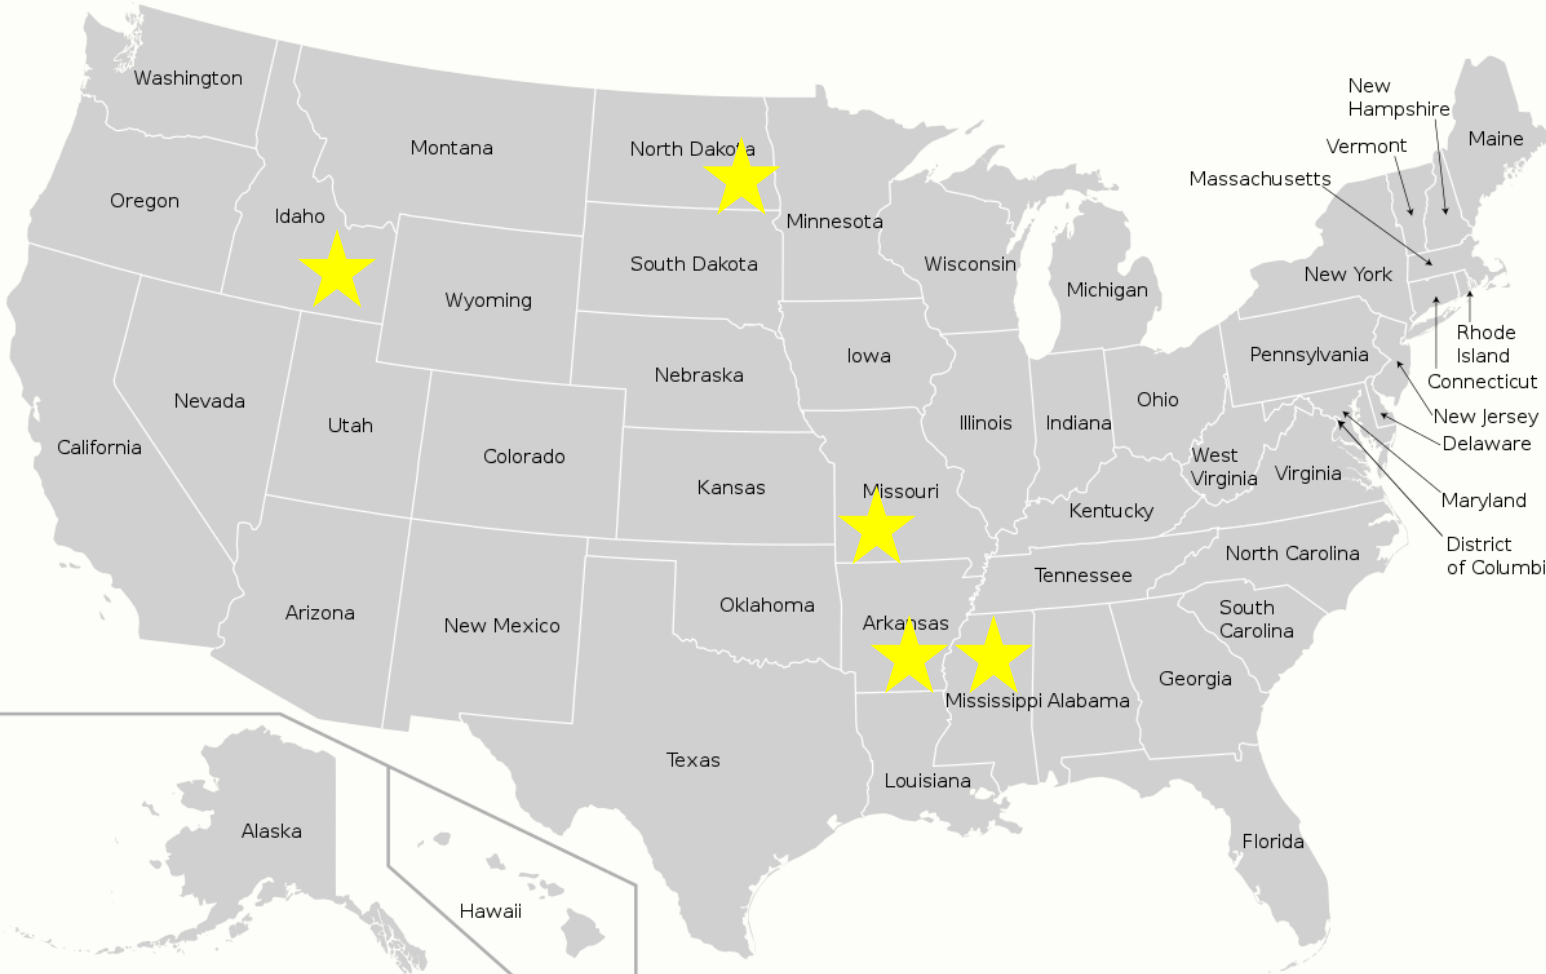 Washington
Montana
North Dakota
Minnesota
Oregon
Idaho
South Dakota
Wisconsin
Michigan
New
Hampshire
Vermont
Maine
Massachusetts
New York
Wyoming
Nebraska
Iowa
Pennsylvania
Rhode
Island
Connecticut
New Jersey
Delaware
Maryland
District
of Columbi
Nevada
Utah
California
Colorado
Kansas
Missouri
Illinois
Indiana
Ohio
West
Virginia
Virginia
Kentucky
Tennessee
North Carolina
South
Carolina
Arizona
New Mexico
Oklahoma
Arkansas
Mississippi
Alabama
Georgia
Texas
Louisiana
Florida
Alaska
Hawaii